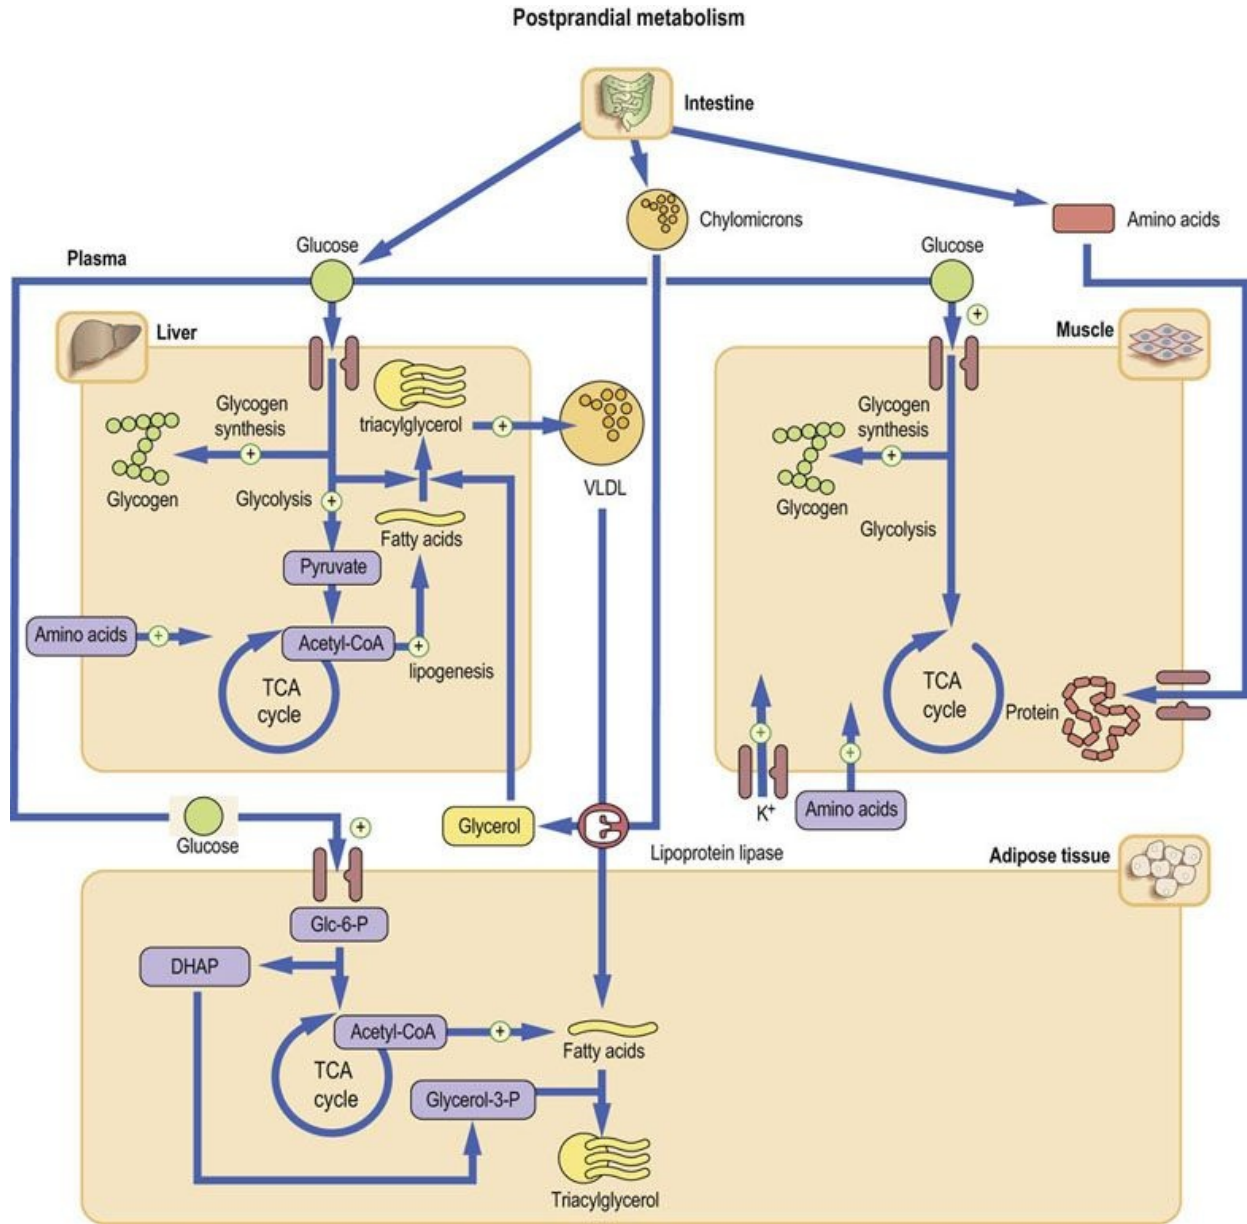 Postprandial metabolism
Intestine
Chylomicrons
Amino acids
Glucose
Glucose
Plasma
Liver
Muscle
+
triacylglycerol
+
VLDL
Glycogen
synthesis
+
Glycogen
Glycolysis
+
Fatty acids
Pyruvate
Amino acids
+
Acetyl-CoA
+
lipogenesis
TCA
cycle
Glycogen
synthesis
+
Glycogen
Glycolysis
TCA
cycle
Protein
+
K+
+
Amino acids
Glucose
+
Glycerol
Lipoprotein lipase
Adipose tissue
Glc-6-P
DHAP
Acetyl-CoA
+
Fatty acids
TCA
cycle
Glycerol-3-P
Triacylglycerol